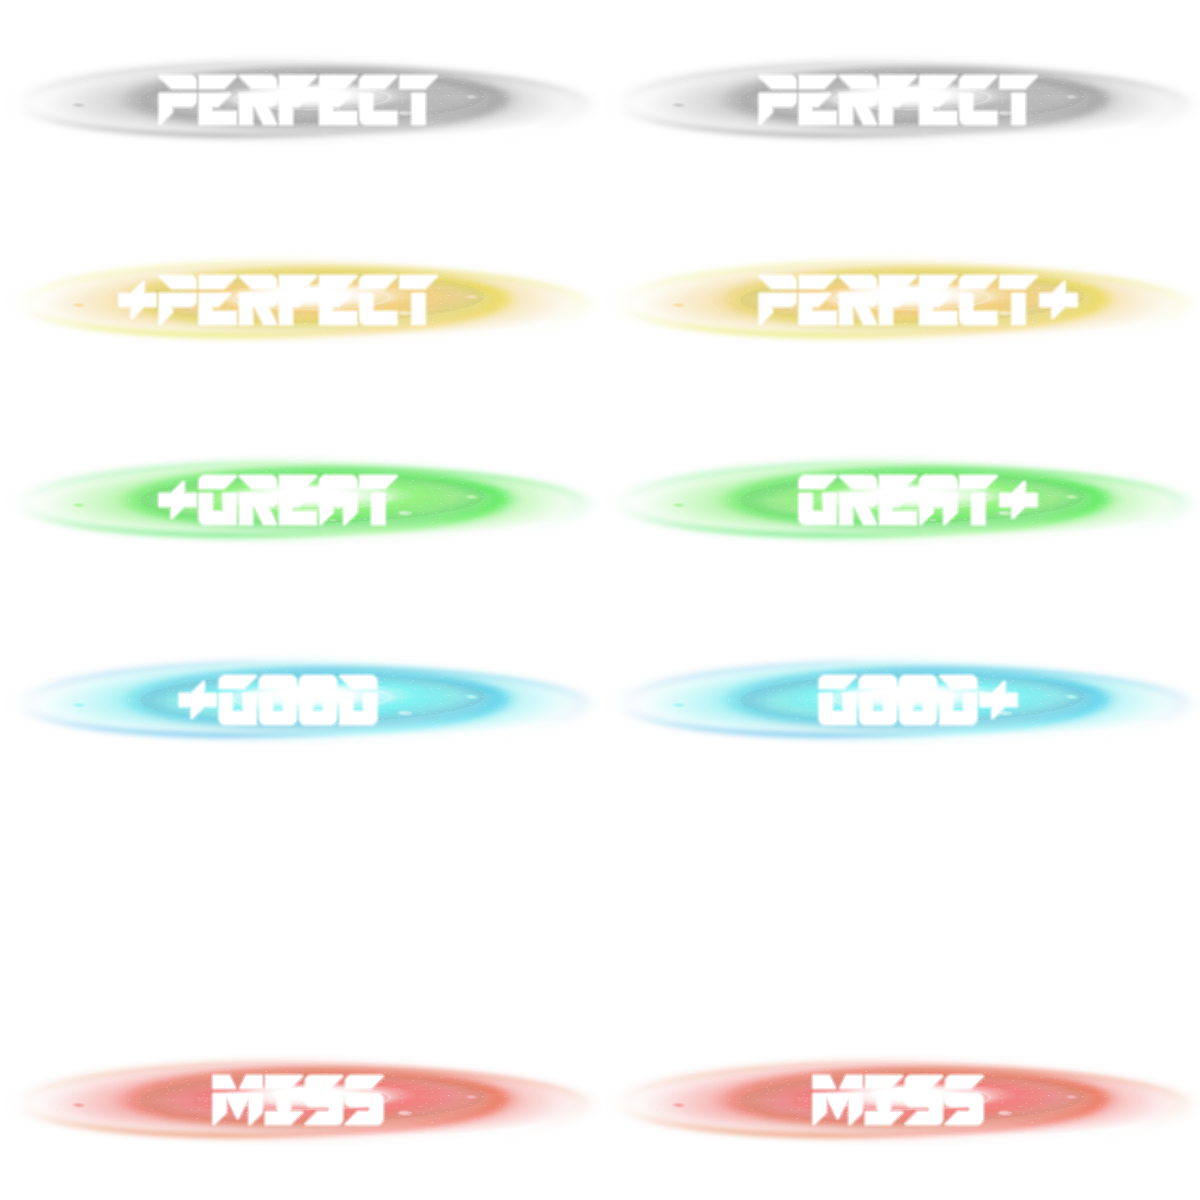 PERFECT PERFECT
+PERFECT PERFECT+
+GREAT GREAT+
+GOOD GOOD+
MISS MISS